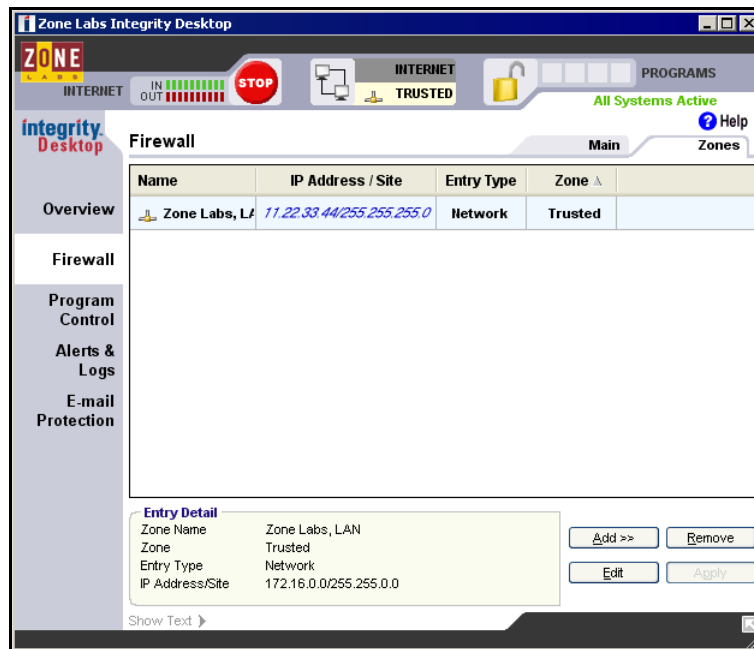 Zone Labs Integrity Desktop
ZONE
LABS
INTERNET
IN
OUT
STOP
INTERNET
TRUSTED
PROGRAMS
All Systems Active
integrity.
Desktop
Firewall
Help
Main
Zones
Overview
Firewall
Program
Control
Alerts &
Logs
E-mail
Protection
Name IP Address / Site Entry Type Zone
Zone Labs, LA 11.22.33.44/255.255.255.0 Network Trusted
Entry Detail
Zone Name Zone Labs, LAN
Zone Trusted
Entry Type Network
IP Address/Site 172.16.0.0/255.255.0.0
Add >> Remove
Edit Apply
Show Text